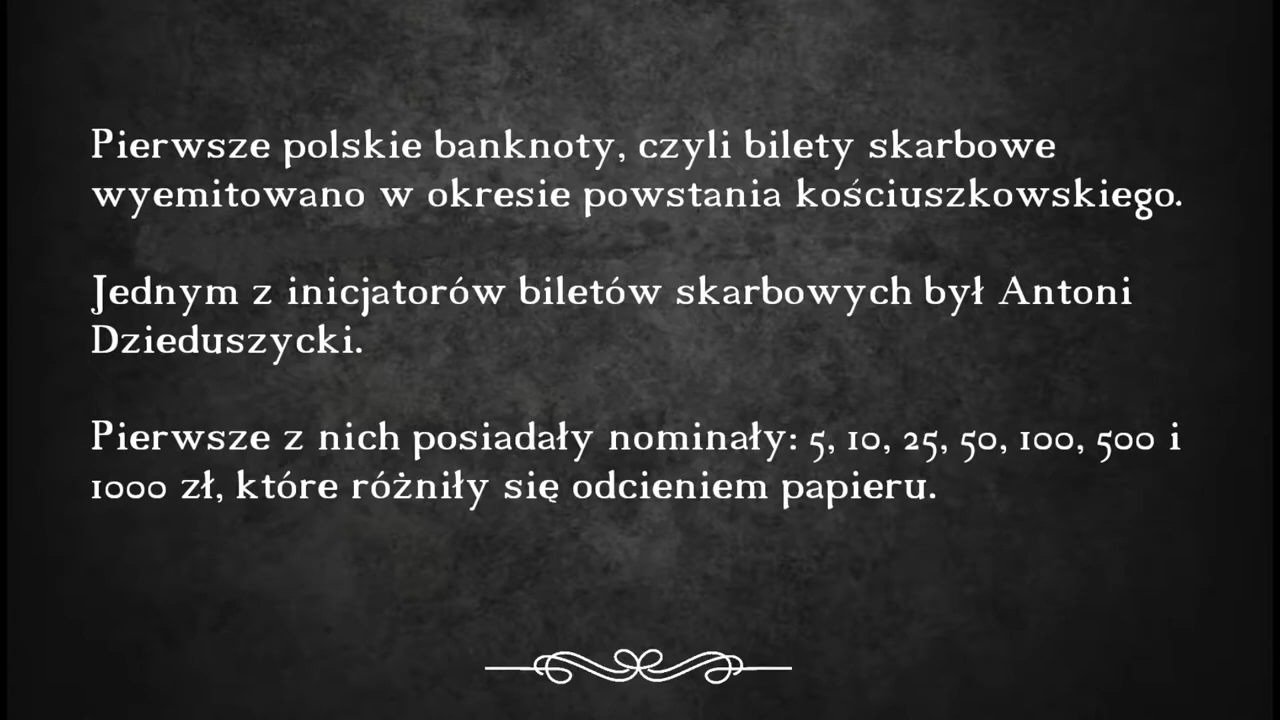 Pierwsze polskie banknoty, czyli bilety skarbowe
wyemitowano w okresie powstania kościuszkowskiego.
Jednym z inicjatorów biletów skarbowych był Antoni
Dzieduszycki.
Pierwsze z nich posiadały nominały: 5, 10, 25, 50, 100, 500 i
1000 zł, które różniły się odcieniem papieru.